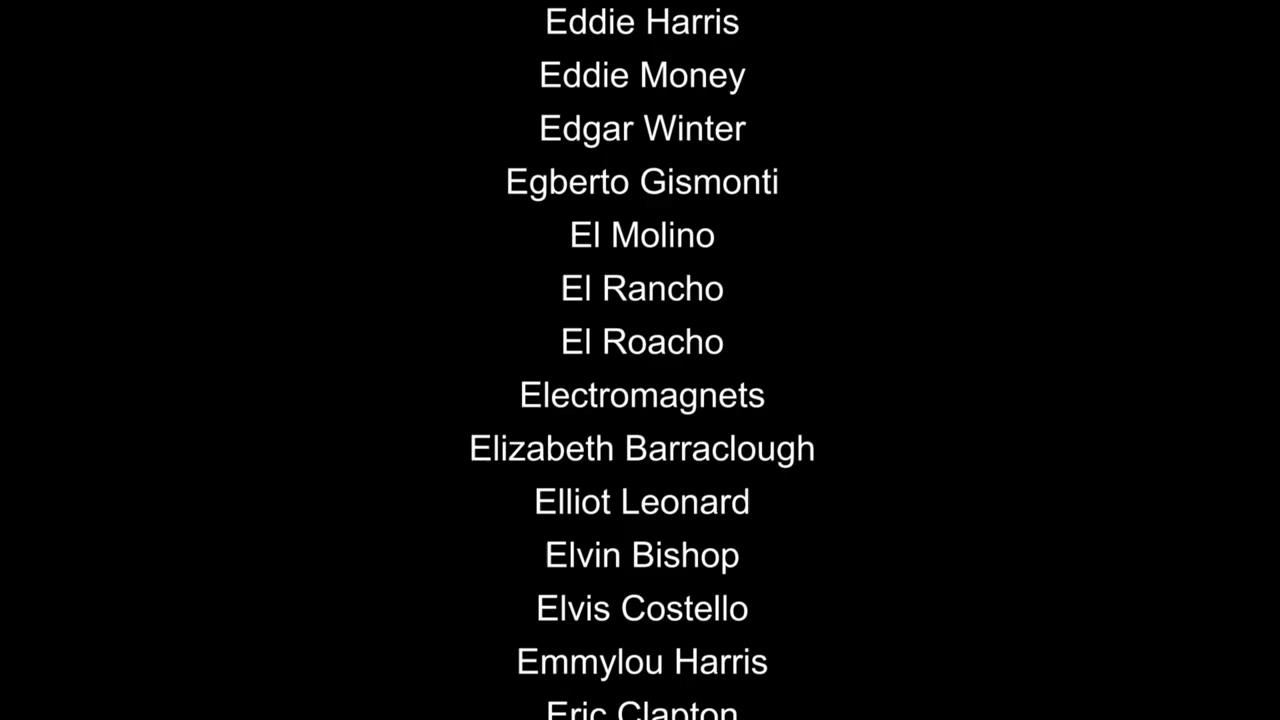 Eddie Harris
Eddie Money
Edgar Winter
Egberto Gismonti
El Molino
El Rancho
El Roacho
Electromagnets
Elizabeth Barraclough
Elliot Leonard
Elvin Bishop
Elvis Costello
Emmylou Harris
Eric Clapton